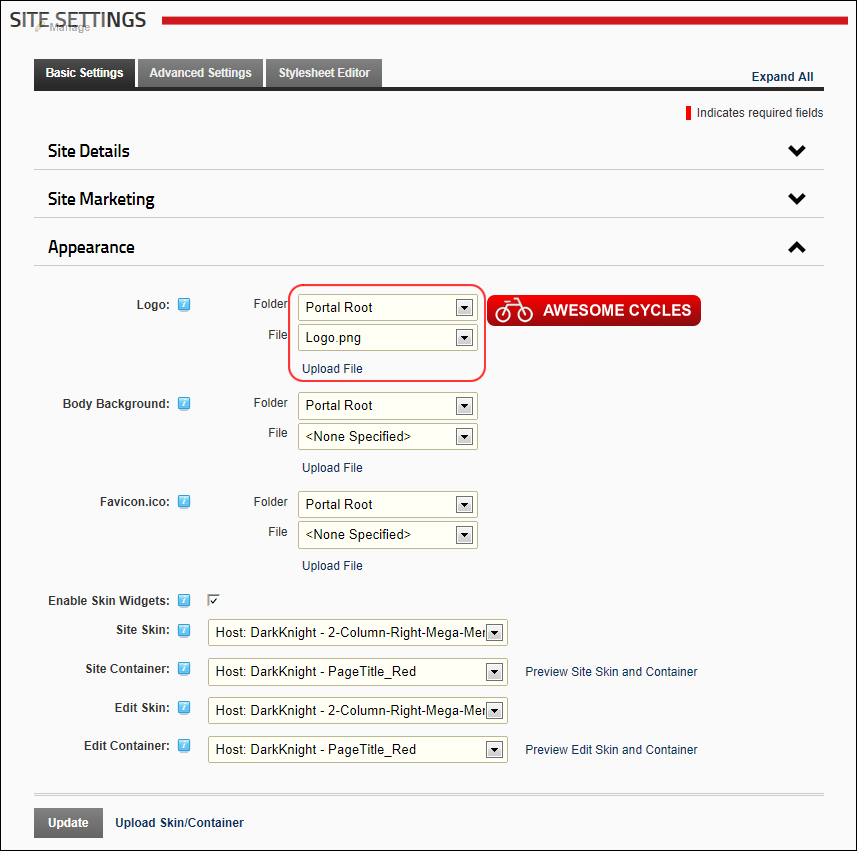 SITE SETTINGS
Manage
Basic Settings Advanced Settings Stylesheet Editor Expand All
Indicates required fields
Site Details
Site Marketing
Appearance
Logo: Folder Portal Root AWESOME CYCLES
File Logo.png
Upload File
Body Background: Folder Portal Root
File <None Specified>
Upload File
Favicon.ico: Folder Portal Root
File <None Specified>
Upload File
Enable Skin Widgets:
Site Skin: Host: DarkKnight - 2-Column-Right-Mega-Mer
Site Container: Host: DarkKnight - PageTitle_Red Preview Site Skin and Container
Edit Skin: Host: DarkKnight - 2-Column-Right-Mega-Mer
Edit Container: Host: DarkKnight - PageTitle_Red Preview Edit Skin and Container
Update Upload Skin/Container